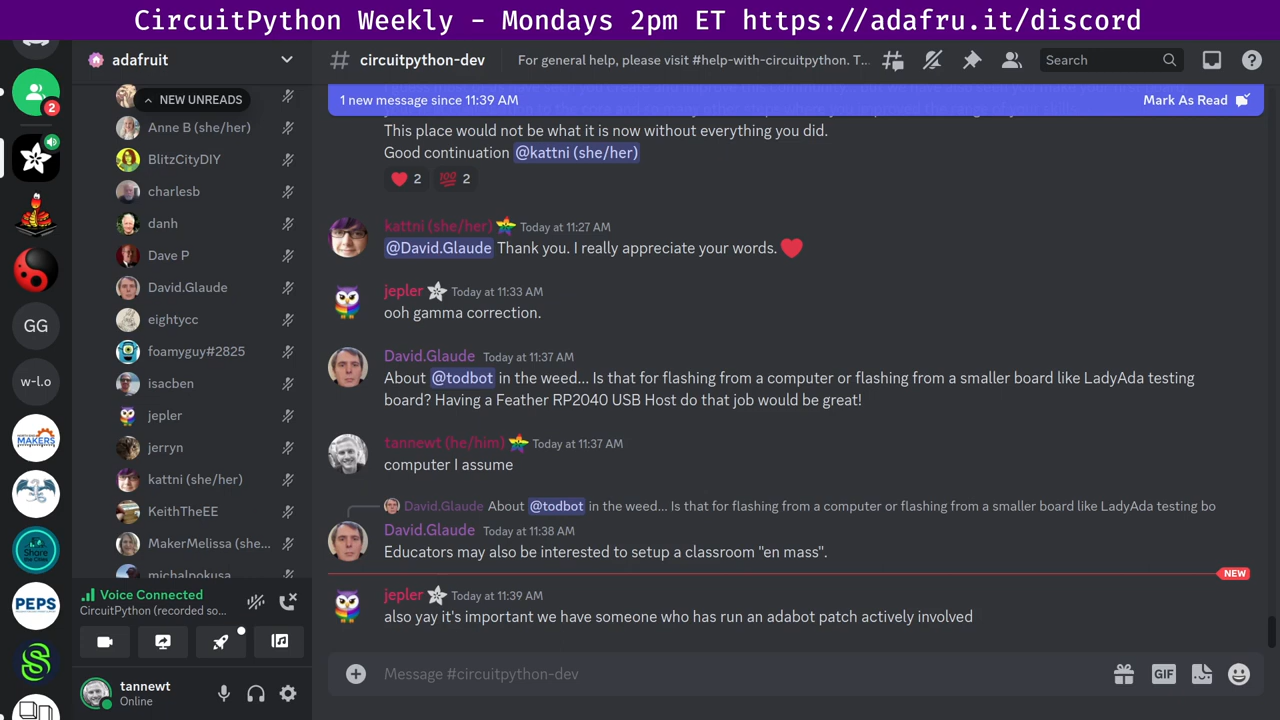 CircuitPython Weekly - Mondays 2pm ET https://adafru.it/discord
adafruit
circuitpython-dev
For general help, please visit #help-with-circuitpython. T...
Search
2
NEW UNREADS
1 new message since 11:39 AM
Mark As Read
Anne B (she/her)
BlitzCityDIY
charlesb
danh
Dave P
David.Glaude
eightycc
foamyguy#2825
isacben
jepler
jerryn
kattni (she/her)
KeithTheEE
MakerMelissa (she...
michalpokusa
GG
w-l.o
MAKERS
Share
PEPS
Voice Connected
CircuitPython (recorded so...
tannewt
Online
This place would not be what it is now without everything you did.
Good continuation @kattni (she/her)
2
100 2
kattni (she/her) Today at 11:27 AM
@David.Glaude Thank you. I really appreciate your words.
jepler Today at 11:33 AM
ooh gamma correction.
David.Glaude Today at 11:37 AM
About @todbot in the weed... Is that for flashing from a computer or flashing from a smaller board like LadyAda testing
board? Having a Feather RP2040 USB Host do that job would be great!
tannewt (he/him) Today at 11:37 AM
computer I assume
David.Glaude About @todbot in the weed... Is that for flashing from a computer or flashing from a smaller board like LadyAda testing bo
David.Glaude Today at 11:38 AM
Educators may also be interested to setup a classroom "en mass".
NEW
jepler Today at 11:39 AM
also yay it's important we have someone who has run an adabot patch actively involved
Message #circuitpython-dev
GIF